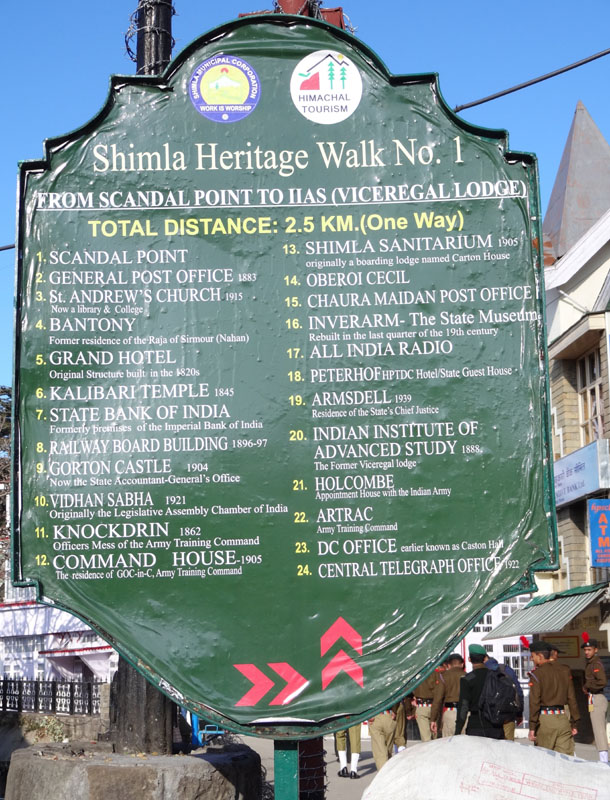 SHIMLA MUNICIPAL CORPORATION
WORK IS WORSHIP
HIMACHAL
TOURISM
Shimla Heritage Walk No. 1
FROM SCANDAL POINT TO IIAS (VICEREGAL LODGE)
TOTAL DISTANCE: 2.5 KM.(One Way)
1. SCANDAL POINT
2. GENERAL POST OFFICE 1883
3. St. ANDREW'S CHURCH 1915
Now a library & College
4. BANTONY
Former residence of the Raja of Sirmour (Nahan)
5. GRAND HOTEL
Original Structure built in the 1820s
6. KALIBARI TEMPLE 1845
7. STATE BANK OF INDIA
Formerly premises of the Imperial Bank of India
8. RAILWAY BOARD BUILDING 1896-97
9. GORTON CASTLE 1904
Now the State Accountant-General's Office
10. VIDHAN SABHA 1921
Originally the Legislative Assembly Chamber of India
11. KNOCKDRIN 1862
Officers Mess of the Army Training Command
12. COMMAND HOUSE-1905
The residence of GOC-in-C, Army Training Command
13. SHIMLA SANITARIUM 1905
originally a boarding lodge named Carton House
14. OBEROI CECIL
15. CHAURA MAIDAN POST OFFICE
16. INVERARM- The State Museum
Rebuilt in the last quarter of the 19th century
17. ALL INDIA RADIO
18. PETERHOF HPTDC Hotel/State Guest House
19. ARMSDELL 1939
Residence of the State's Chief Justice
20. INDIAN INSTITUTE OF
ADVANCED STUDY 1888
The Former Viceregal lodge
21. HOLCOMBE
Appointment House with the Indian Army
22. ARTRAC
Army Training Command
23. DC OFFICE earlier known as Caston Hall
24. CENTRAL TELEGRAPH OFFICE 1922
ATM